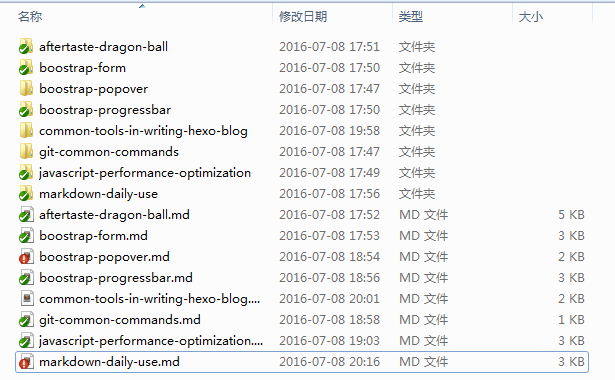 名称 修改日期 类型 大小
aftertaste-dragon-ball 2016-07-08 17:51 文件夹
boostrap-form 2016-07-08 17:50 文件夹
boostrap-popover 2016-07-08 17:47 文件夹
boostrap-progressbar 2016-07-08 17:50 文件夹
common-tools-in-writing-hexo-blog 2016-07-08 19:58 文件夹
git-common-commands 2016-07-08 17:47 文件夹
javascript-performance-optimization 2016-07-08 17:49 文件夹
markdown-daily-use 2016-07-08 17:56 文件夹
aftertaste-dragon-ball.md 2016-07-08 17:52 MD 文件 5 KB
boostrap-form.md 2016-07-08 17:53 MD 文件 3 KB
boostrap-popover.md 2016-07-08 18:54 MD 文件 2 KB
boostrap-progressbar.md 2016-07-08 18:56 MD 文件 3 KB
common-tools-in-writing-hexo-blog.... 2016-07-08 20:01 MD 文件 2 KB
git-common-commands.md 2016-07-08 18:58 MD 文件 1 KB
javascript-performance-optimization.... 2016-07-08 19:03 MD 文件 3 KB
markdown-daily-use.md 2016-07-08 20:16 MD 文件 3 KB